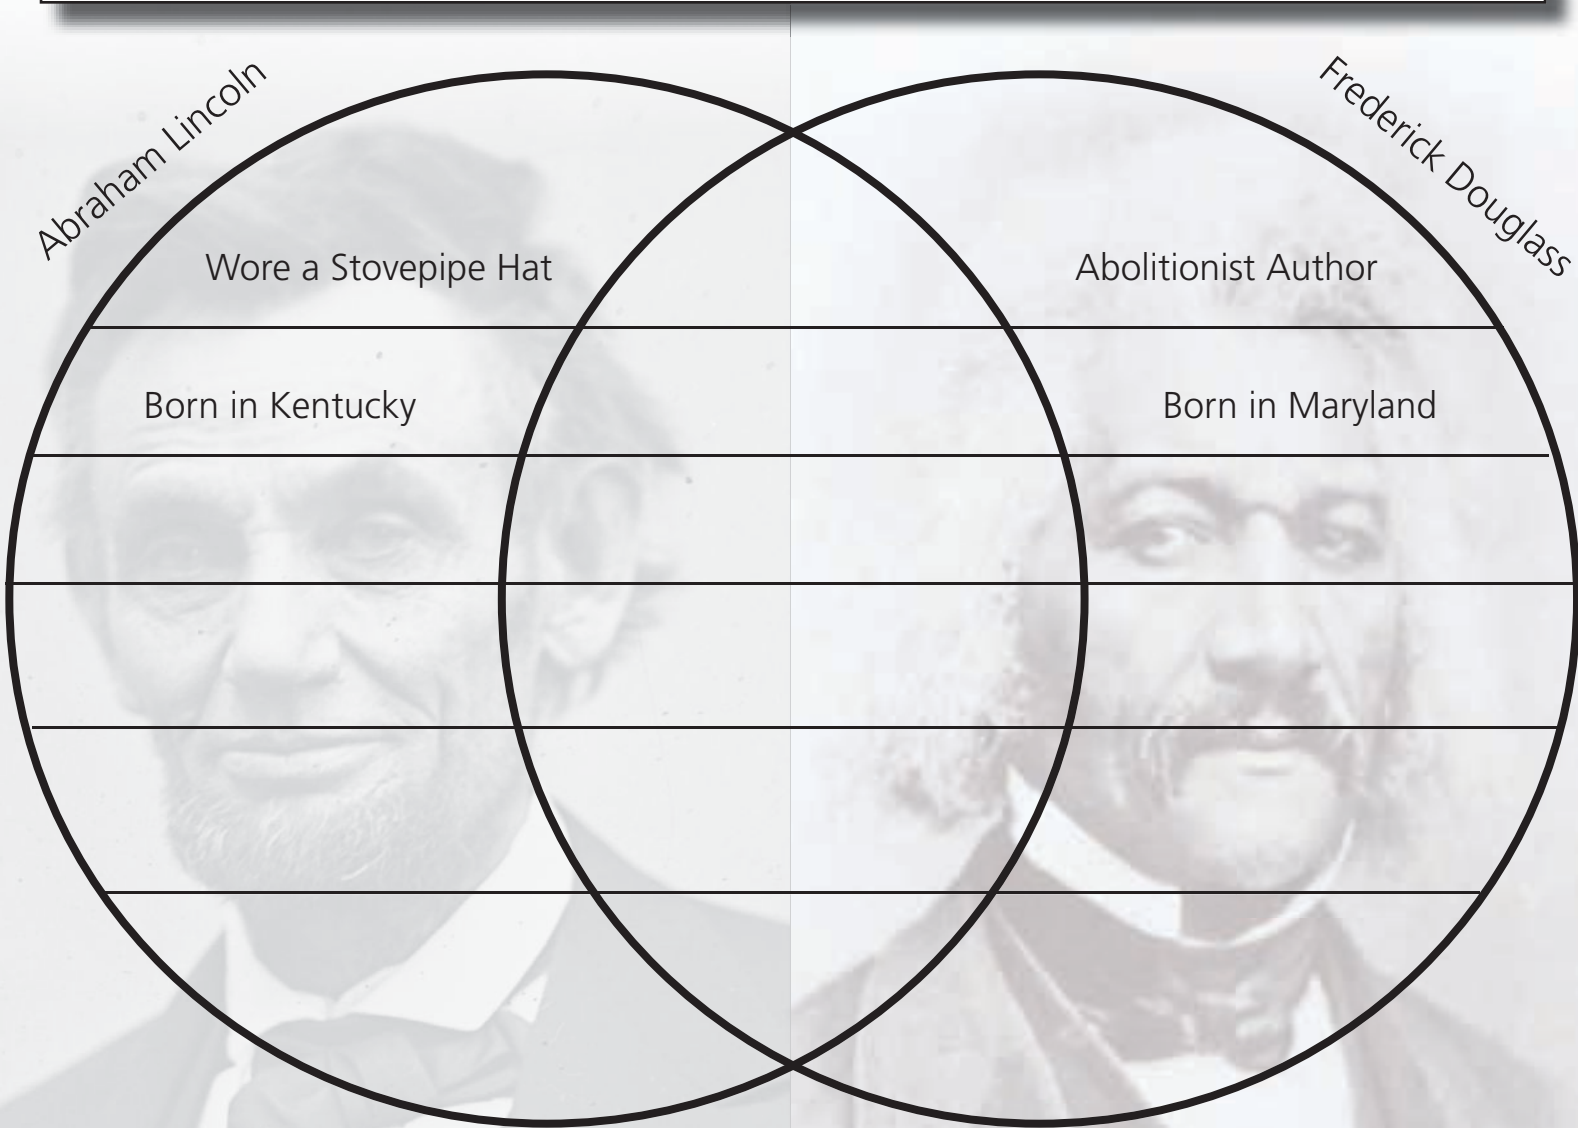 Abraham Lincoln
Frederick Douglass
Wore a Stovepipe Hat
Abolitionist Author
Born in Kentucky
Born in Maryland